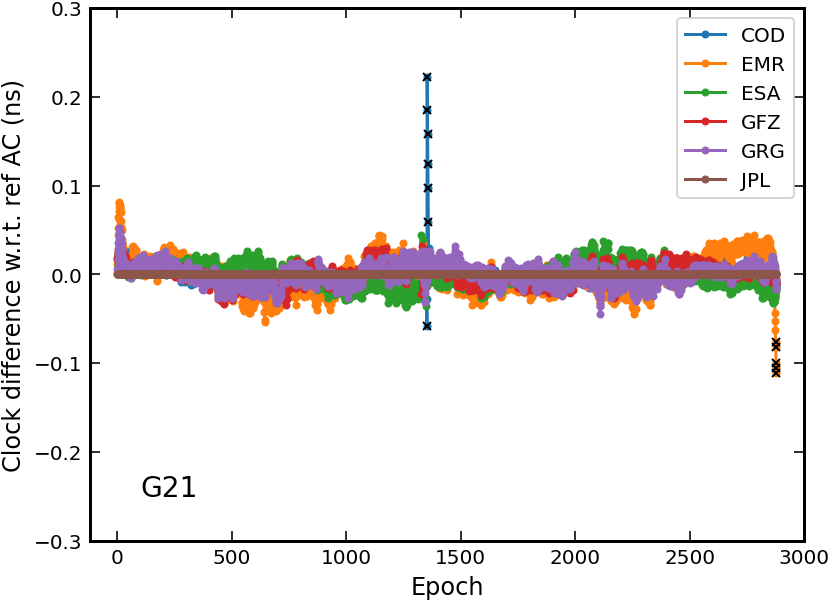 Clock difference w.r.t. ref AC (ns)
0.3
0.2
0.1
0.0
−0.1
−0.2
−0.3
COD
EMR
ESA
GFZ
GRG
JPL
G21
0 500 1000 1500 2000 2500 3000
Epoch